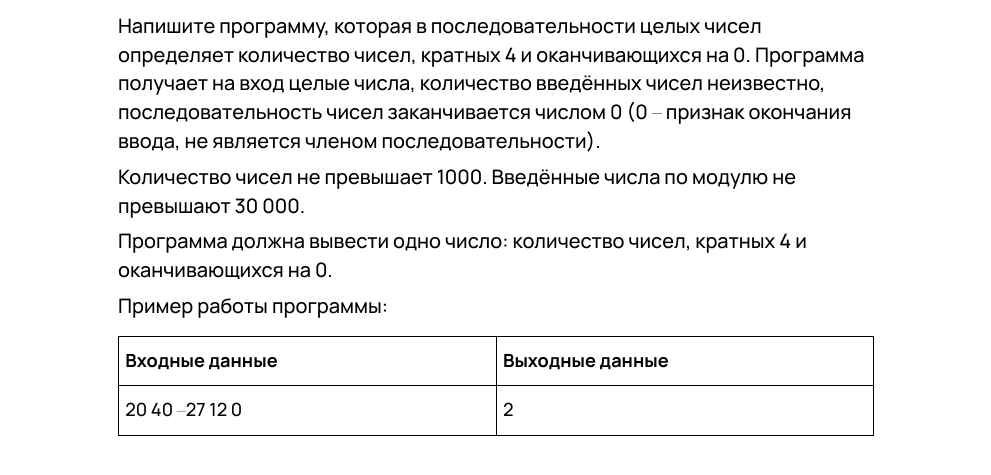 Напишите программу, которая в последовательности целых чисел
определяет количество чисел, кратных 4 и оканчивающихся на 0. Программа
получает на вход целые числа, количество введённых чисел неизвестно,
последовательность чисел заканчивается числом 0 (0 – признак окончания
ввода, не является членом последовательности).
Количество чисел не превышает 1000. Введённые числа по модулю не
превышают 30 000.
Программа должна вывести одно число: количество чисел, кратных 4 и
оканчивающихся на 0.
Пример работы программы:
Входные данные Выходные данные
20 40 –27 12 0 2